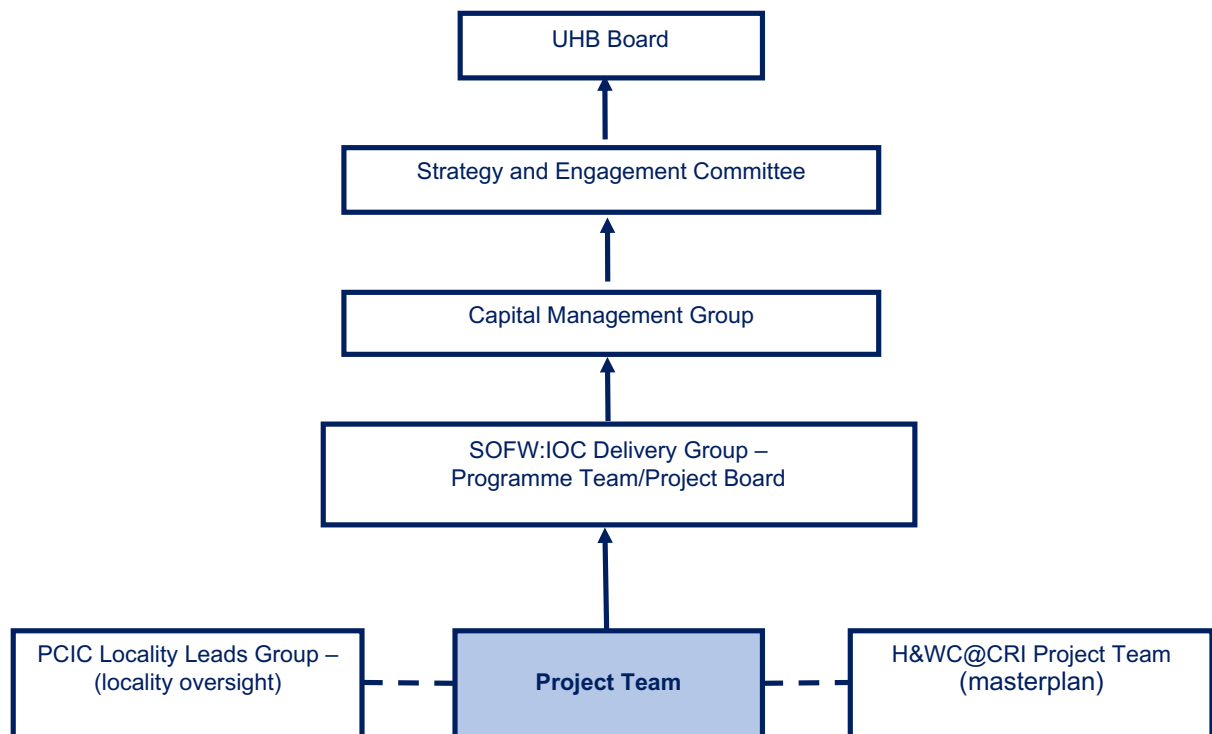 UHB Board
Strategy and Engagement Committee
Capital Management Group
SOFW:IOC Delivery Group –
Programme Team/Project Board
PCIC Locality Leads Group –
(locality oversight)
Project Team
H&WC@CRI Project Team
(masterplan)